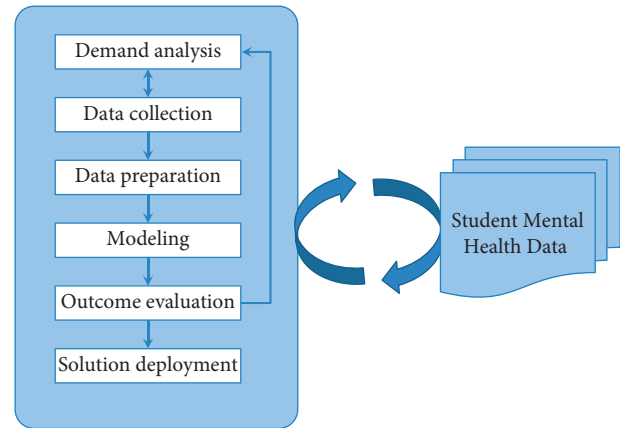 Demand analysis
Data collection
Data preparation
Modeling
Outcome evaluation
Solution deployment
Student Mental
Health Data